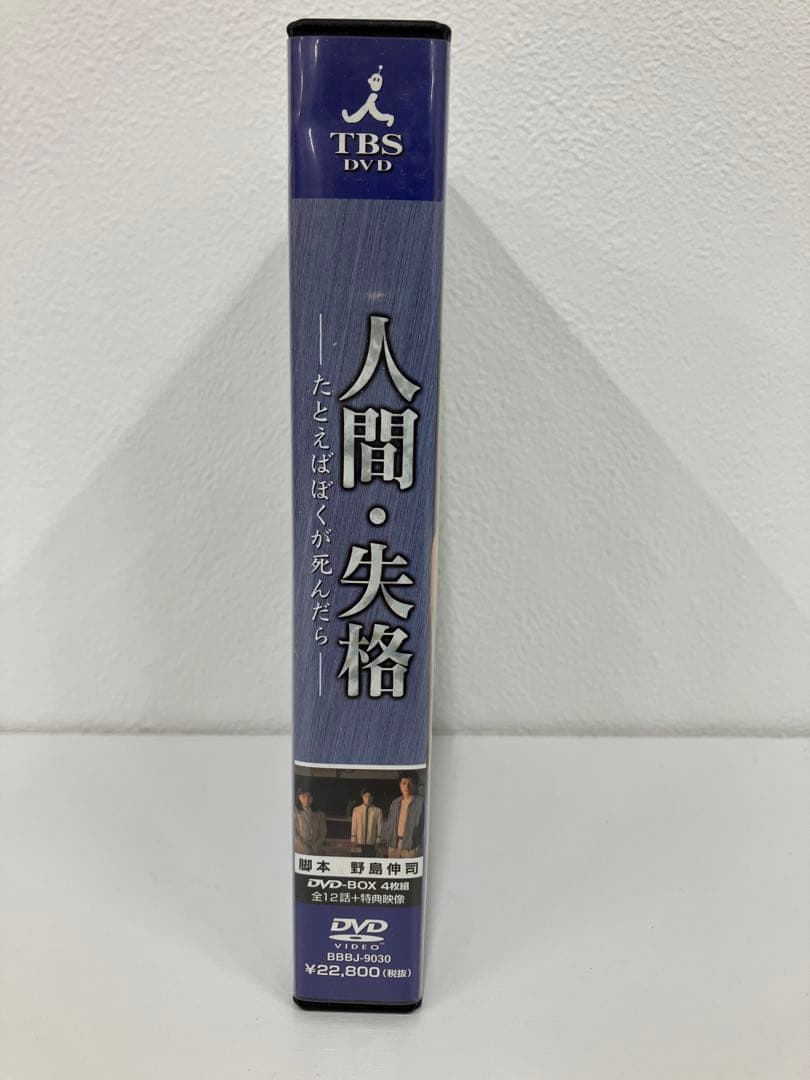 TBS
DVD
人間・失格
―たとえばぼくが死んだら―
脚本 野島伸司
DVD-BOX 4枚組
全12話+特典映像
DVD
VIDEO™
BBBJ-9030
¥22,800(税抜)